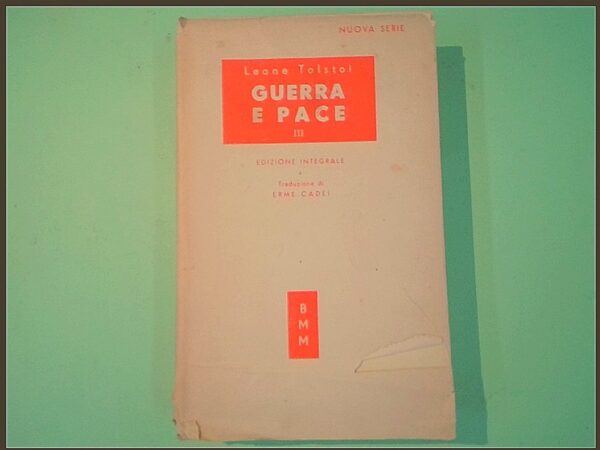 NUOVA SERIE
Leone Tolstoi
GUERRA
E PACE
III
EDIZIONE INTEGRALE
Traduzione di
ERME CADEI
B
M
M